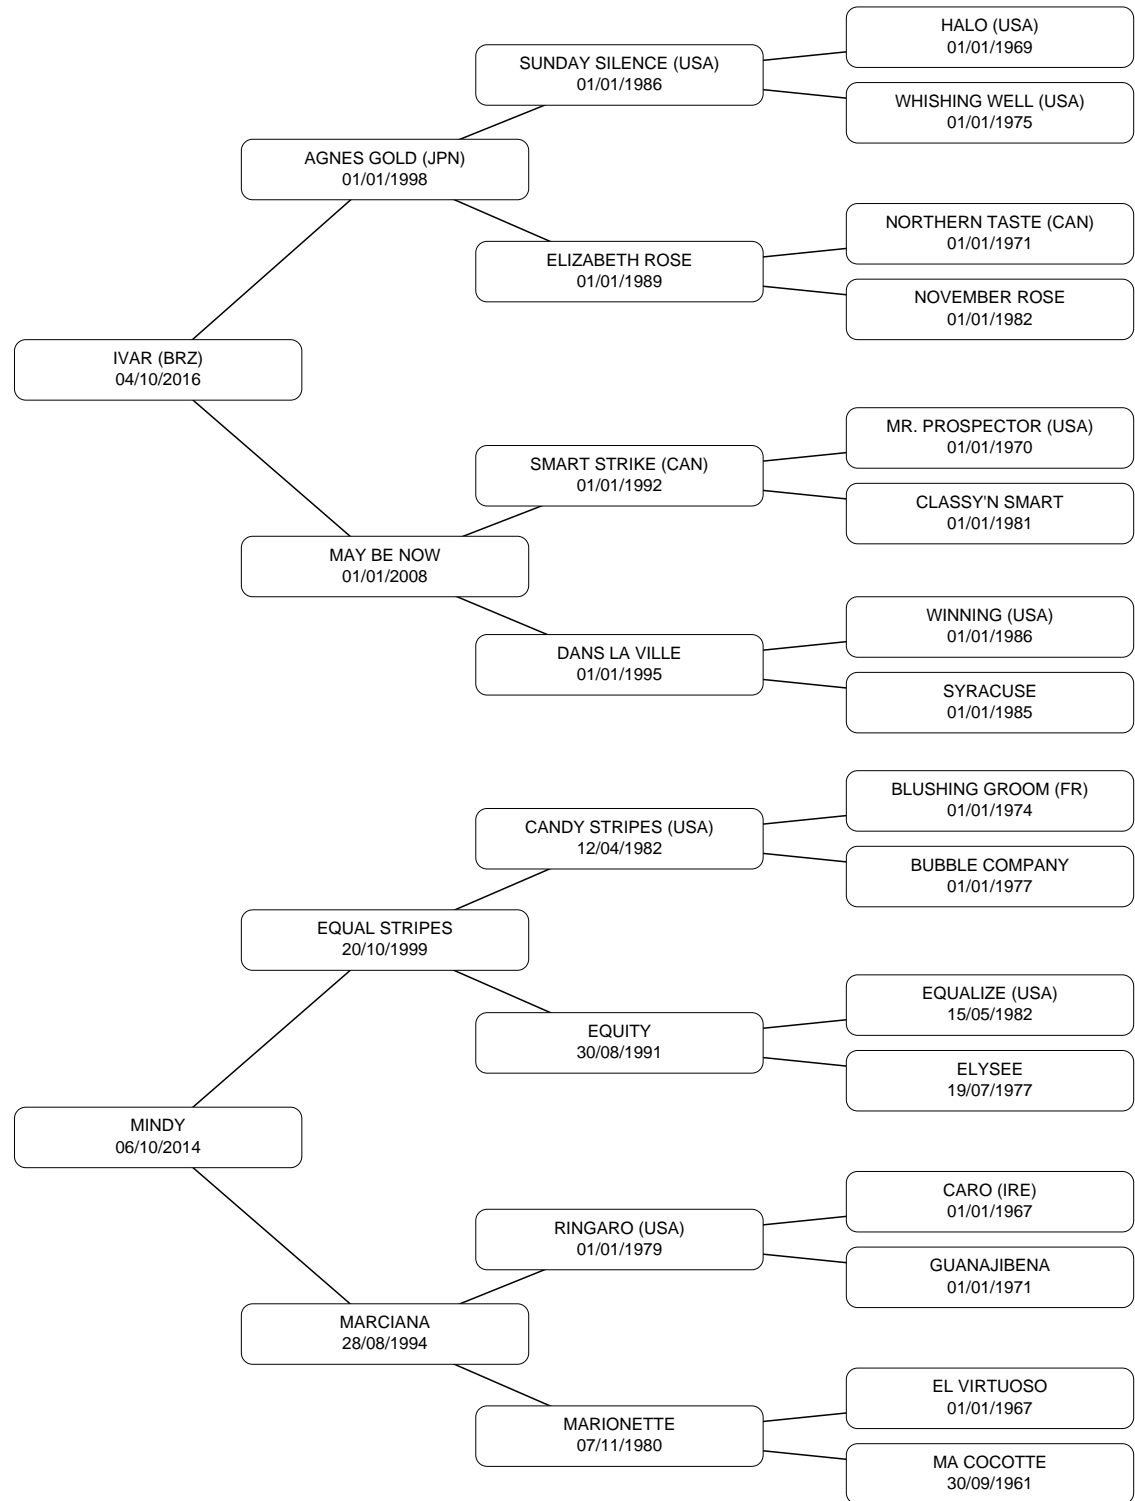 HALO (USA)
01/01/1969
SUNDAY SILENCE (USA)
01/01/1986
WHISHING WELL (USA)
01/01/1975
AGNES GOLD (JPN)
01/01/1998
NORTHERN TASTE (CAN)
01/01/1971
ELIZABETH ROSE
01/01/1989
NOVEMBER ROSE
01/01/1982
IVAR (BRZ)
04/10/2016
MR. PROSPECTOR (USA)
01/01/1970
SMART STRIKE (CAN)
01/01/1992
CLASSY'N SMART
01/01/1981
MAY BE NOW
01/01/2008
WINNING (USA)
01/01/1986
DANS LA VILLE
01/01/1995
SYRACUSE
01/01/1985
BLUSHING GROOM (FR)
01/01/1974
CANDY STRIPES (USA)
12/04/1982
BUBBLE COMPANY
01/01/1977
EQUAL STRIPES
20/10/1999
EQUALIZE (USA)
15/05/1982
EQUITY
30/08/1991
ELYSEE
19/07/1977
MINDY
06/10/2014
CARO (IRE)
01/01/1967
RINGARO (USA)
01/01/1979
GUANAJIBENA
01/01/1971
MARCIANA
28/08/1994
EL VIRTUOSO
01/01/1967
MARIONETTE
07/11/1980
MA COCOTTE
30/09/1961